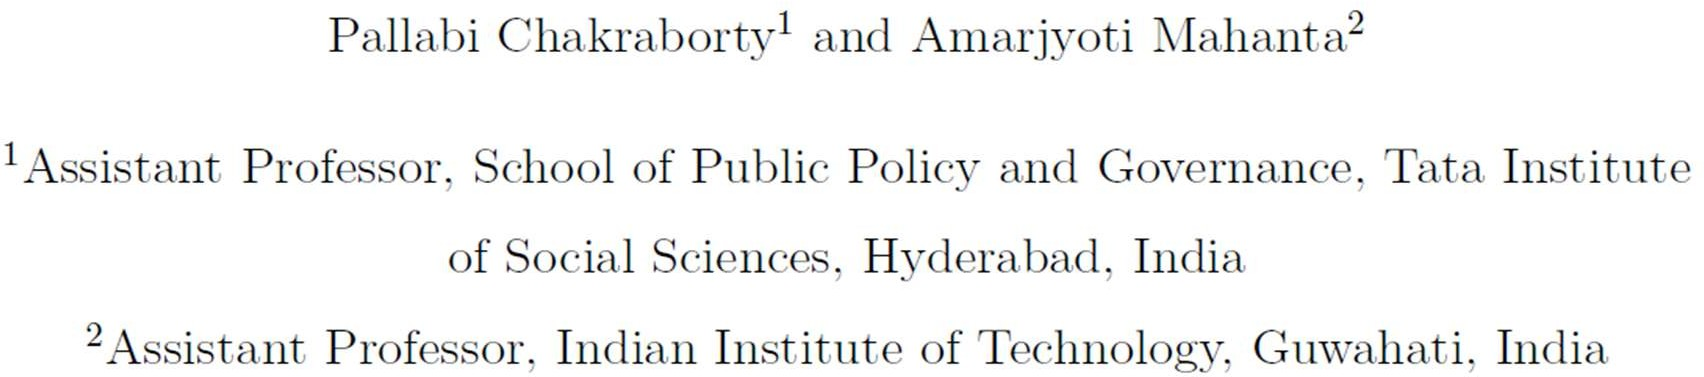 Pallabi Chakraborty¹ and Amarjyoti Mahanta²
¹Assistant Professor, School of Public Policy and Governance, Tata Institute
of Social Sciences, Hyderabad, India
²Assistant Professor, Indian Institute of Technology, Guwahati, India